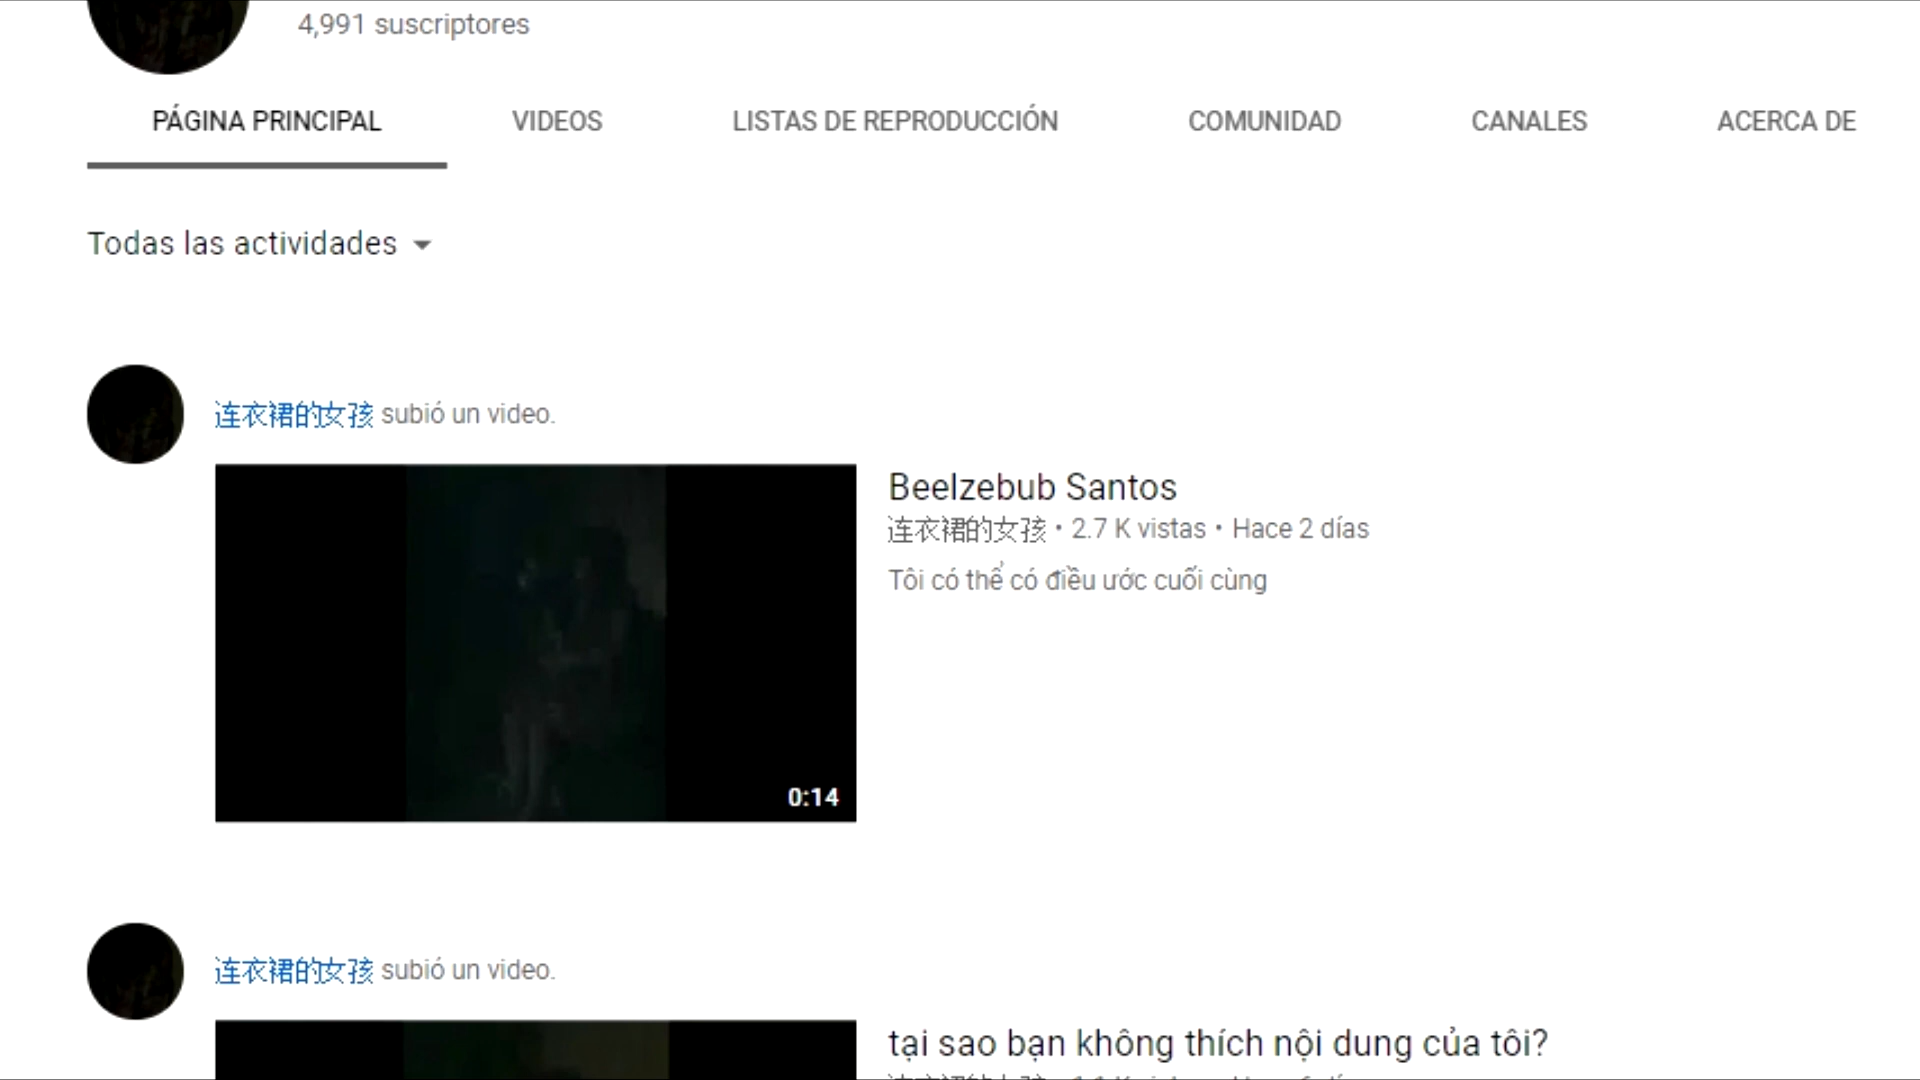 4,991 suscriptores
PÁGINA PRINCIPAL VIDEOS LISTAS DE REPRODUCCIÓN COMUNIDAD CANALES ACERCA DE
Todas las actividades
连衣裙的女孩 subió un video.
0:14
Beelzebub Santos
连衣裙的女孩 • 2.7 K vistas • Hace 2 días
Tôi có thể có điều ước cuối cùng
连衣裙的女孩 subió un video.
tại sao bạn không thích nội dung của tôi?